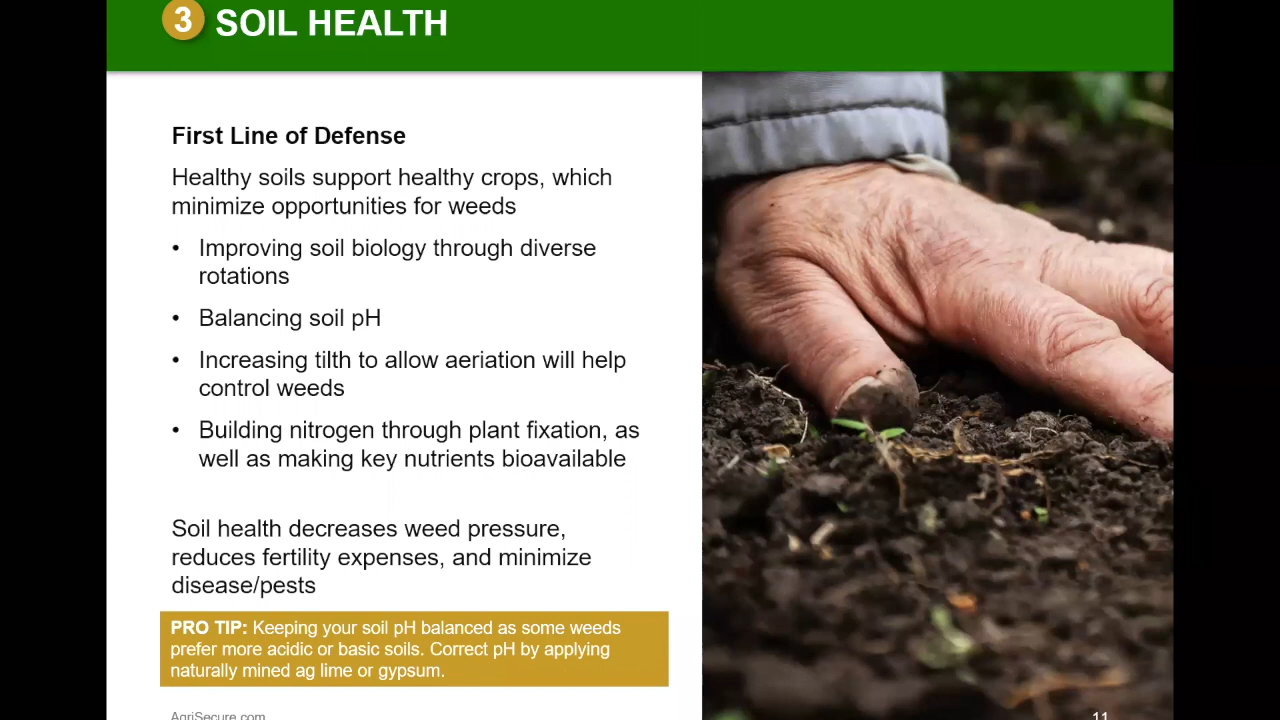 3 SOIL HEALTH
First Line of Defense
Healthy soils support healthy crops, which
minimize opportunities for weeds
• Improving soil biology through diverse
rotations
• Balancing soil pH
• Increasing tilth to allow aeriation will help
control weeds
• Building nitrogen through plant fixation, as
well as making key nutrients bioavailable
Soil health decreases weed pressure,
reduces fertility expenses, and minimize
disease/pests
PRO TIP: Keeping your soil pH balanced as some weeds
prefer more acidic or basic soils. Correct pH by applying
naturally mined ag lime or gypsum.
AgriSecure.com
11